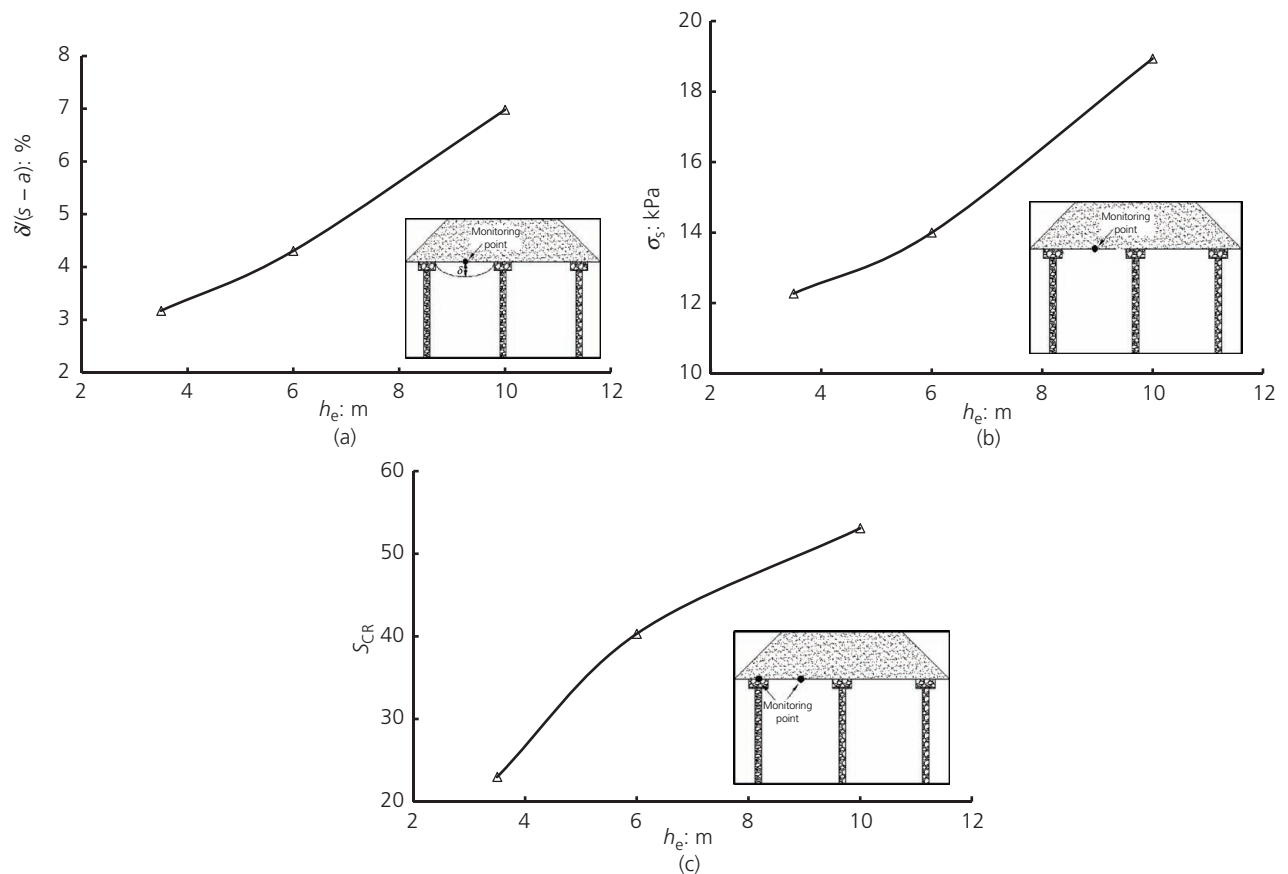 8
7
6
5
4
3
2
δ/(s – a): %
Monitoring
point
δ
2 4 6 8 10 12
hₑ: m
(a)
20
18
16
14
12
10
σₛ: kPa
Monitoring
point
2 4 6 8 10 12
hₑ: m
(b)
60
50
40
30
20
S_CR
Monitoring
point
2 4 6 8 10 12
hₑ: m
(c)